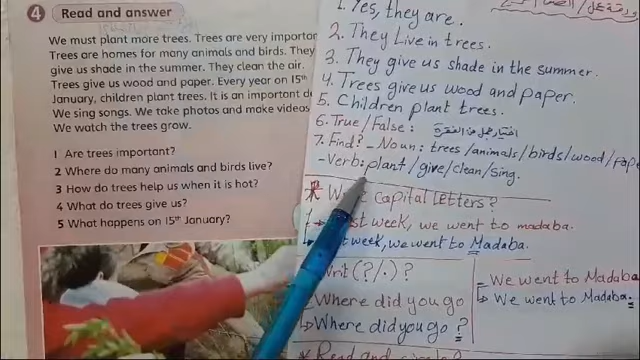 4 Read and answer
We must plant more trees. Trees are very
Trees are homes for many animals and birds. They
give us shade in the summer. They clean the air.
Trees give us wood and paper. Every year on 15th
January, children plant trees. It is an important
We sing songs. We take photos and make videos
We watch the trees grow.
1 Are trees important?
2 Where do many animals and birds live?
3 How do trees help us when it is hot?
4 What do trees give us?
5 What happens on 15th January?
1. Yes, they are.
2. They Live in trees.
3. They give us shade in the summer.
4. Trees give us wood and paper.
5. Children plant trees.
6. True / False:
7. Find? - Noun: trees/animals/birds/wood/
- Verb: plant / give/clean/sing.
capital letters?
week, we went to madaba.
week, we went to Madaba.
(?/.)?
Where did you go
Where did you go ?
We went to Madaba
We went to Madaba.
* Read and